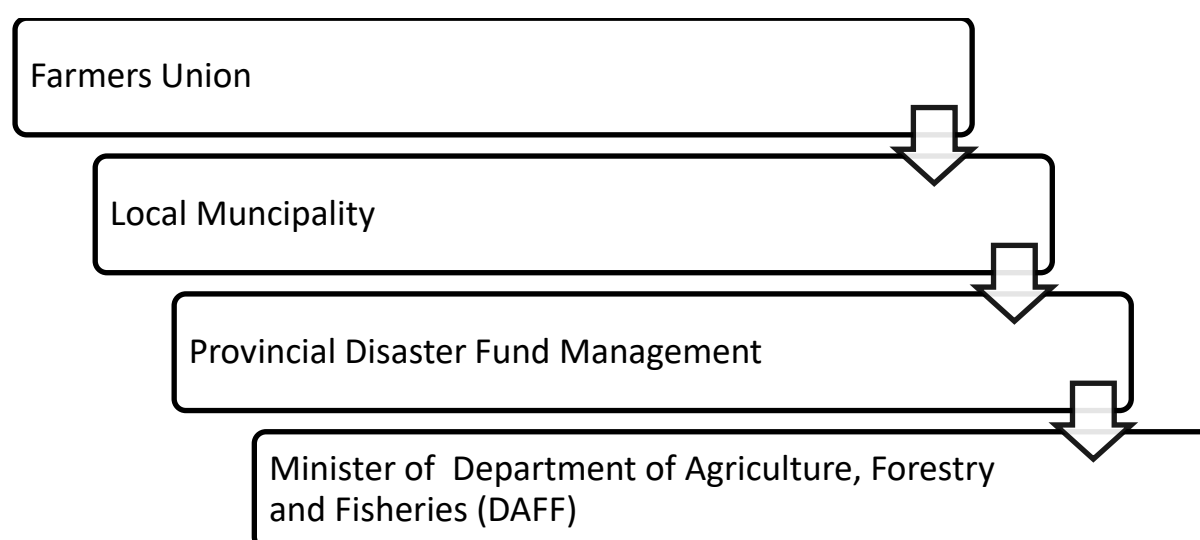 Farmers Union
Local Muncipality
Provincial Disaster Fund Management
Minister of  Department of Agriculture, Forestry
and Fisheries (DAFF)